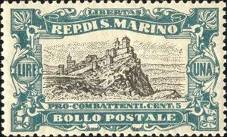 LIBERTAS
REP. DI S. MARINO
LIRE UNA
PRO-COMBATTENTI. CENT. 5
BOLLO POSTALE